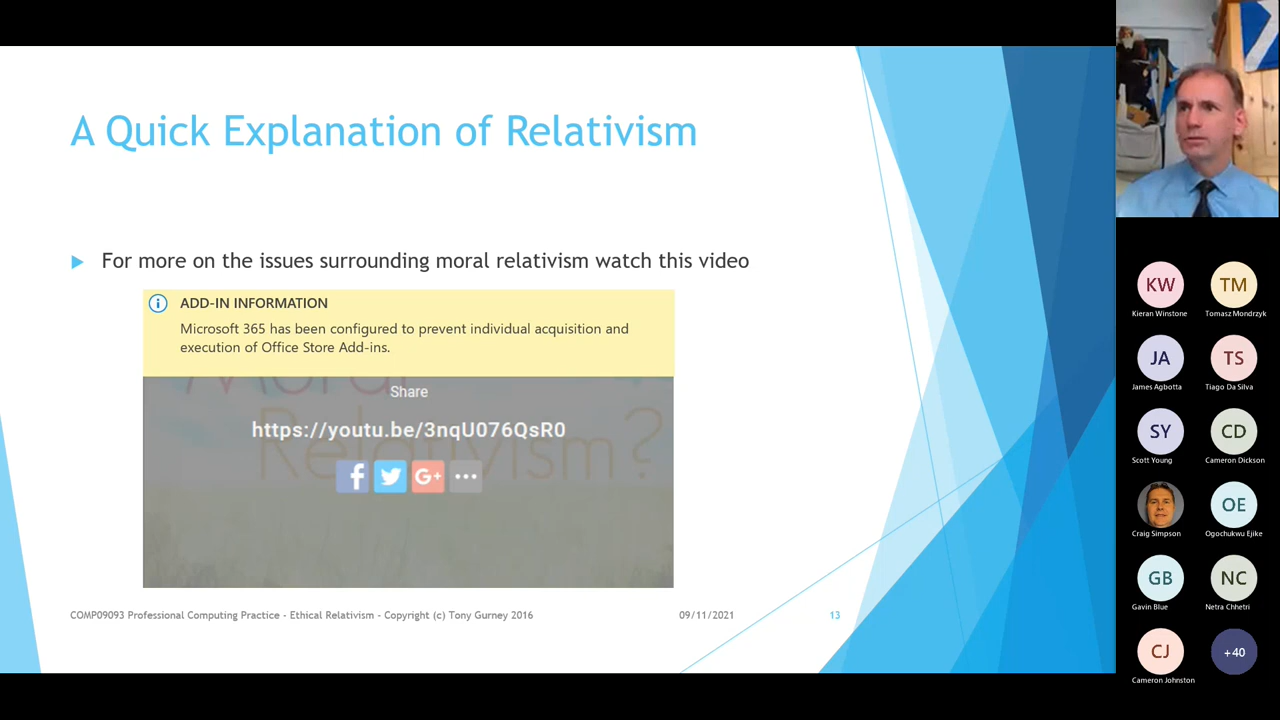 A Quick Explanation of Relativism
For more on the issues surrounding moral relativism watch this video
ADD-IN INFORMATION
Microsoft 365 has been configured to prevent individual acquisition and
execution of Office Store Add-ins.
Moral
Share
https://youtu.be/3nqU076QsR0
Relativism?
COMP09093 Professional Computing Practice - Ethical Relativism - Copyright (c) Tony Gurney 2016
09/11/2021
13
KW
TM
Kieran Winstone
Tomasz Mondrzyk
JA
TS
James Agbotta
Tiago Da Silva
SY
CD
Scott Young
Cameron Dickson
OE
Craig Simpson
Ogochukwu Ejike
GB
NC
Gavin Blue
Netra Chhetri
CJ
+40
Cameron Johnston